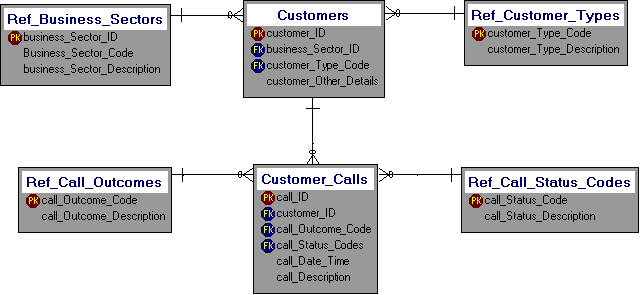 Ref_Business_Sectors
PK business_Sector_ID
Business_Sector_Code
business_Sector_Description
Customers
PK customer_ID
FK business_Sector_ID
FK customer_Type_Code
customer_Other_Details
Ref_Customer_Types
PK customer_Type_Code
customer_Type_Description
Ref_Call_Outcomes
PK call_Outcome_Code
call_Outcome_Description
Customer_Calls
PK call_ID
FK customer_ID
FK call_Outcome_Code
FK call_Status_Codes
call_Date_Time
call_Description
Ref_Call_Status_Codes
PK call_Status_Code
call_Status_Description